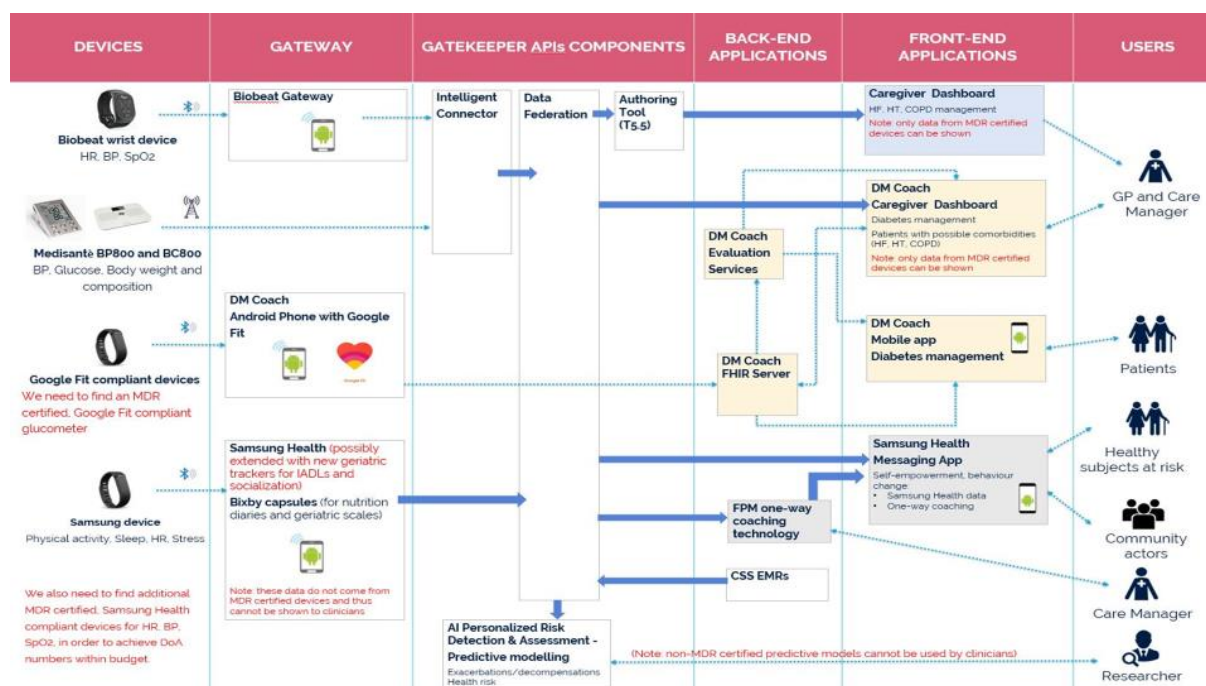 DEVICES
GATEWAY
GATEKEEPER APIs COMPONENTS
BACK-END
APPLICATIONS
FRONT-END
APPLICATIONS
USERS
Biobeat wrist device
HR, BP, SpO2
Medisantè BP800 and BC800
BP, Glucose, Body weight and
composition
Google Fit compliant devices
We need to find an MDR
certified, Google Fit compliant
glucometer
Samsung device
Physical activity, Sleep, HR, Stress
We also need to find additional
MDR certified, Samsung Health
compliant devices for HR, BP,
SpO2, in order to achieve DoA
numbers within budget.
Biobeat Gateway
DM Coach
Android Phone with Google
Fit
Samsung Health (possibly
extended with new geriatric
trackers for IADLs and
socialization)
Bixby capsules (for nutrition
diaries and geriatric scales)
Note: these data do not come from
MDR certified devices and thus
cannot be shown to clinicians
Intelligent
Connector
Data
Federation
Authoring
Tool
(T5.5)
AI Personalized Risk
Detection & Assessment -
Predictive modelling
Exacerbations/decompensations
Health risk
DM Coach
Evaluation
Services
DM Coach
FHIR Server
FPM one-way
coaching
technology
CSS EMRs
(Note: non-MDR certified predictive models cannot be used by clinicians)
Caregiver Dashboard
HF, HT, COPD management
Note: only data from MDR certified
devices can be shown
DM Coach
Caregiver Dashboard
Diabetes management
Patients with possible comorbidities
(HF, HT, COPD)
Note: only data from MDR certified
devices can be shown
DM Coach
Mobile app
Diabetes management
Samsung Health
Messaging App
Self-empowerment, behaviour
change:
• Samsung Health data
• One-way coaching
GP and Care
Manager
Patients
Healthy
subjects at risk
Community
actors
Care Manager
Researcher